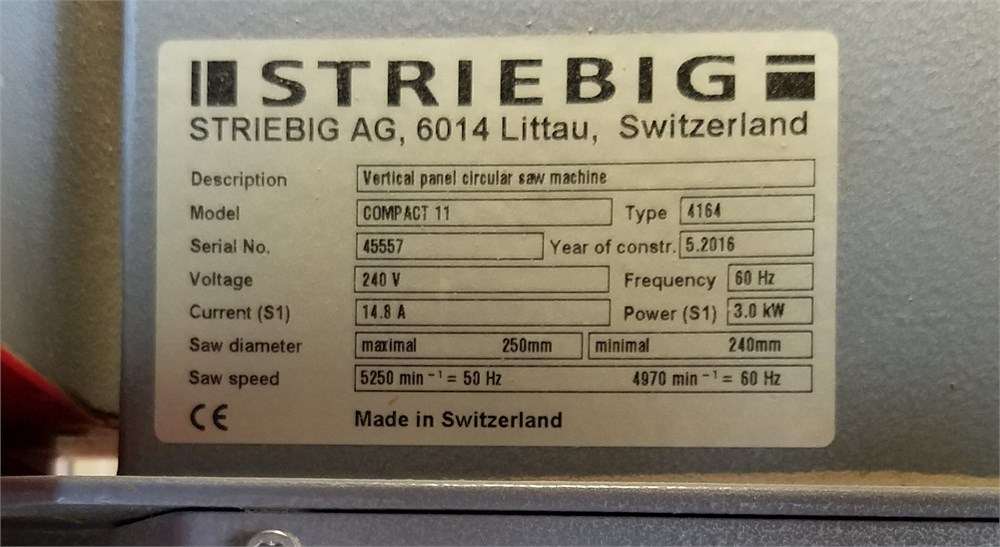 STRIEBIG
STRIEBIG AG, 6014 Littau, Switzerland
Description Vertical panel circular saw machine
Model COMPACT 11 Type 4164
Serial No. 45557 Year of constr. 5.2016
Voltage 240 V Frequency 60 Hz
Current (S1) 14.8 A Power (S1) 3.0 kW
Saw diameter maximal 250mm minimal 240mm
Saw speed 5250 min⁻¹ = 50 Hz 4970 min⁻¹ = 60 Hz
CE Made in Switzerland